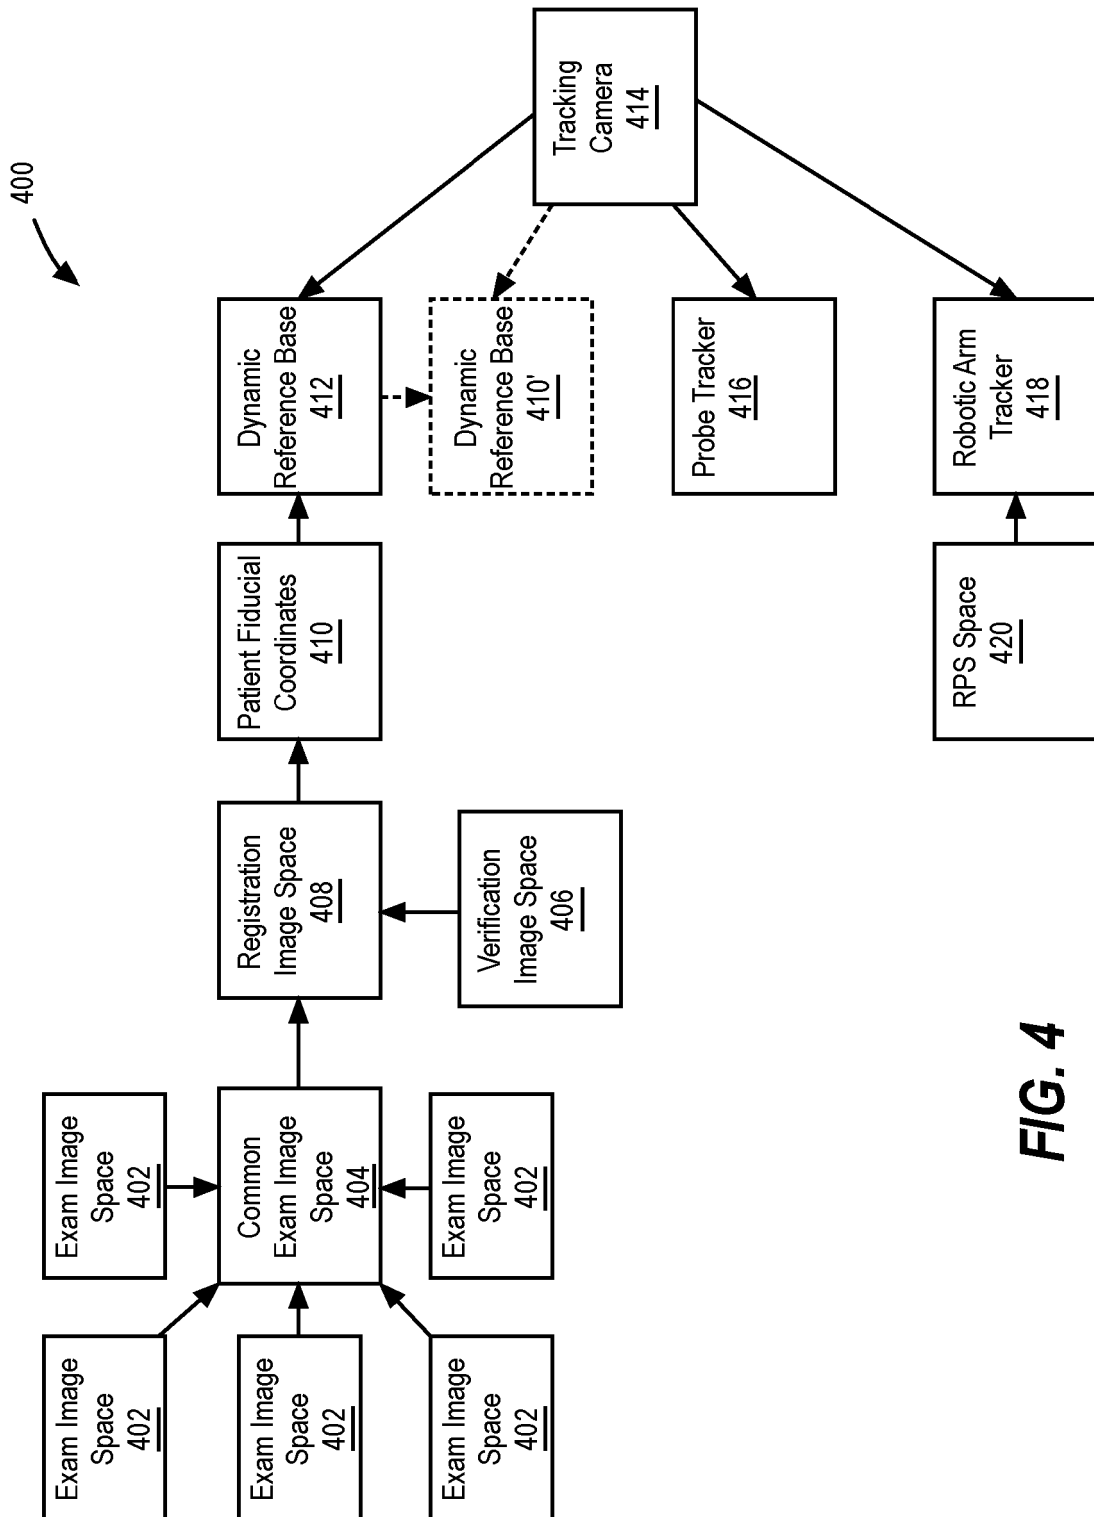 400
Exam Image
Space
402
Exam Image
Space
402
Exam Image
Space
402
Exam Image
Space
402
Exam Image
Space
402
Common
Exam Image
Space
404
Registration
Image Space
408
Verification
Image Space
406
Patient Fiducial
Coordinates
410
Dynamic
Reference Base
412
Dynamic
Reference Base
410'
Tracking
Camera
414
Probe Tracker
416
RPS Space
420
Robotic Arm
Tracker
418
FIG. 4